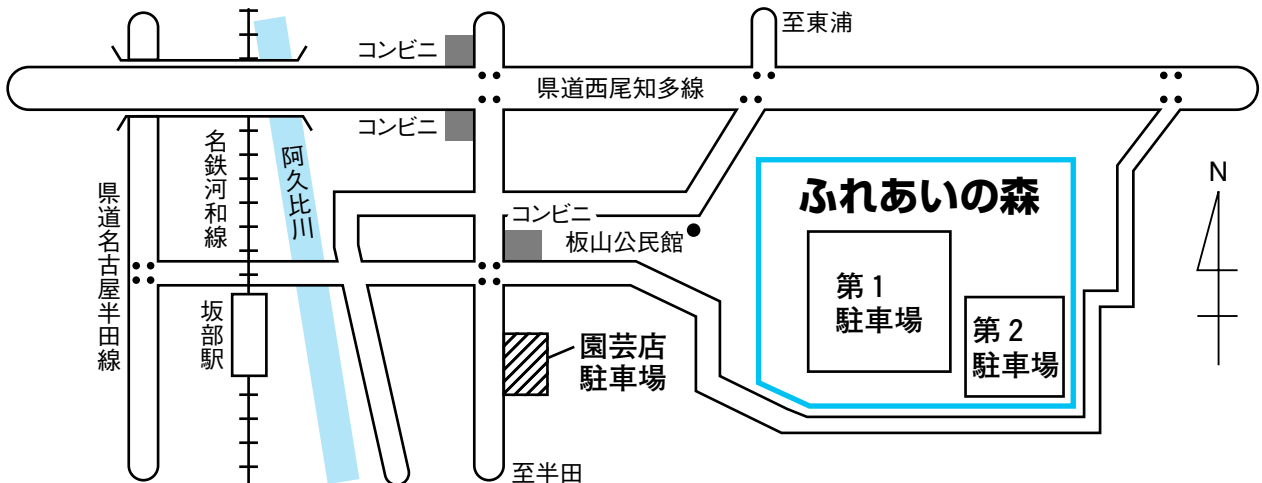 至東浦
コンビニ
県道西尾知多線
コンビニ
名鉄河和線
阿久比川
県道名古屋半田線
ふれあいの森
N
コンビニ
板山公民館
第1
駐車場
第2
駐車場
坂部駅
園芸店
駐車場
至半田